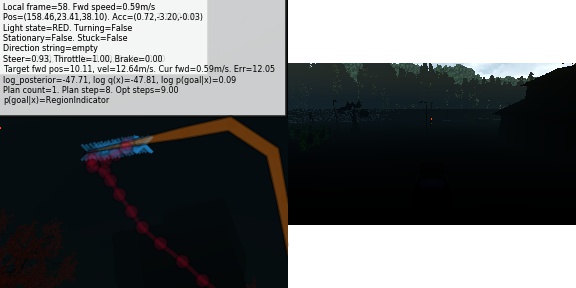 Local frame=58. Fwd speed=0.59m/s
Pos=(158.46,23.41,38.10). Acc=(0.72,-3.20,-0.03)
Light state=RED. Turning=False
Stationary=False. Stuck=False
Direction string=empty
Steer=0.93, Throttle=1.00, Brake=0.00
Target fwd pos=10.11, vel=12.64m/s. Cur fwd=0.59m/s. Err=12.05
log_posterior=-47.71, log q(x)=-47.81, log p(goal|x)=0.09
Plan count=1. Plan step=8. Opt steps=9.00
p(goal|x)=RegionIndicator